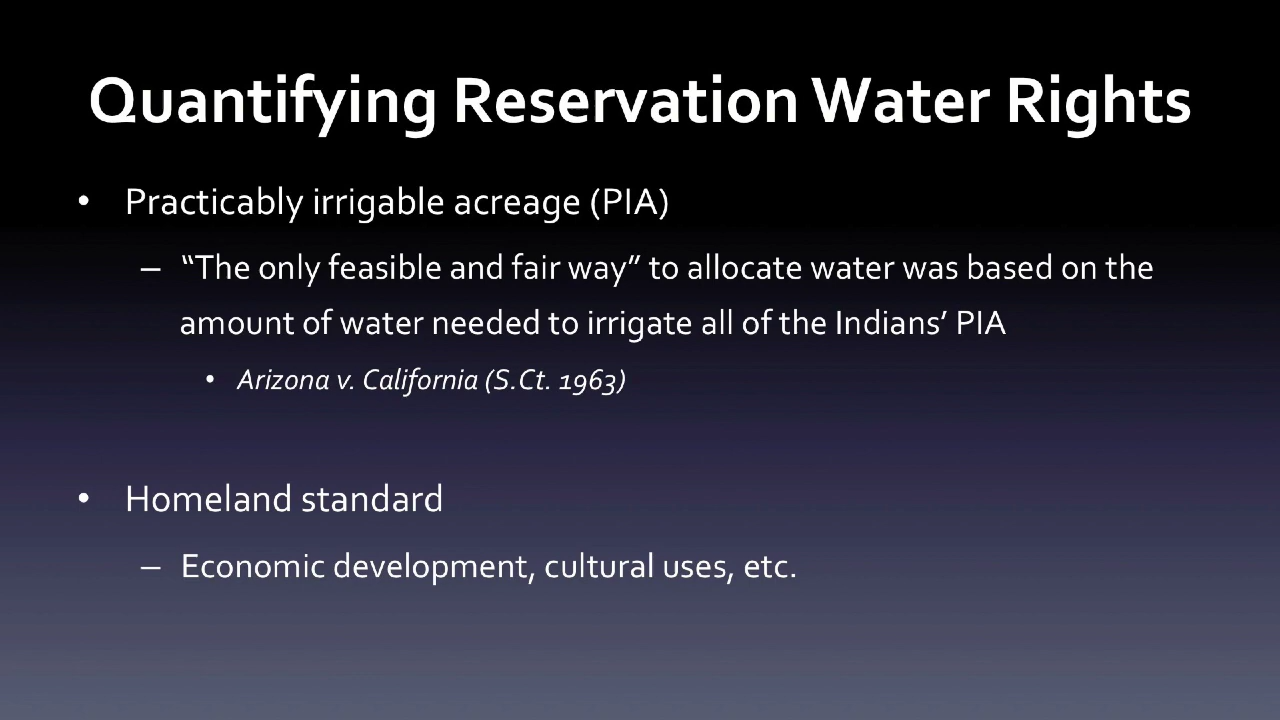 Quantifying Reservation Water Rights
• Practicably irrigable acreage (PIA)
– “The only feasible and fair way” to allocate water was based on the
amount of water needed to irrigate all of the Indians’ PIA
• Arizona v. California (S.Ct. 1963)
• Homeland standard
– Economic development, cultural uses, etc.